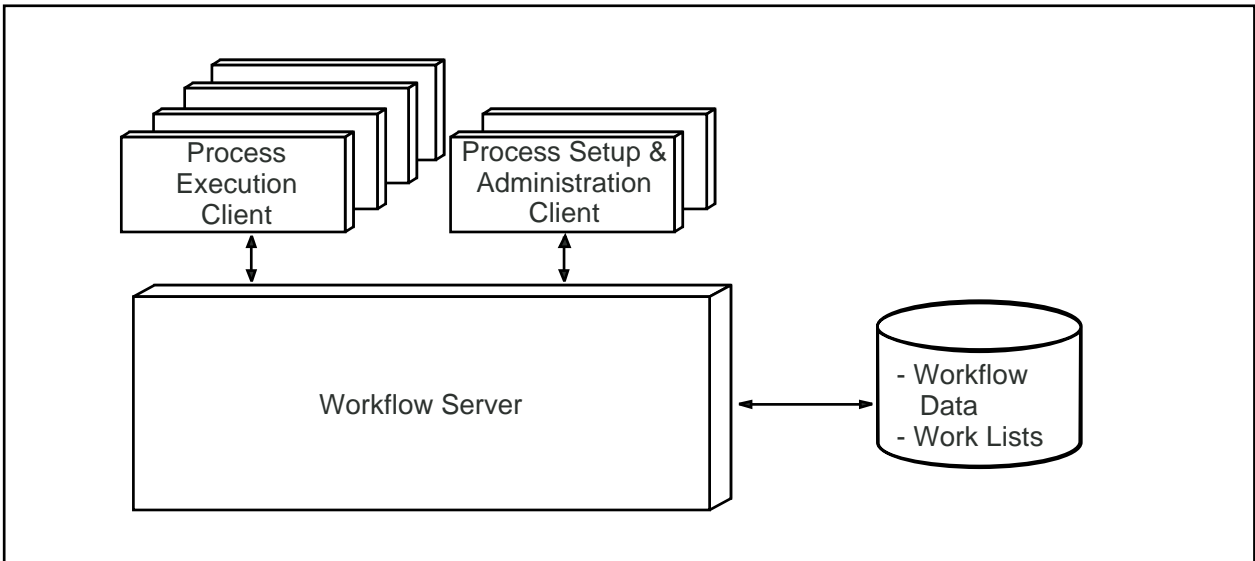 Process
Execution
Client
Process Setup &
Administration
Client
Workflow Server
- Workflow
Data
- Work Lists